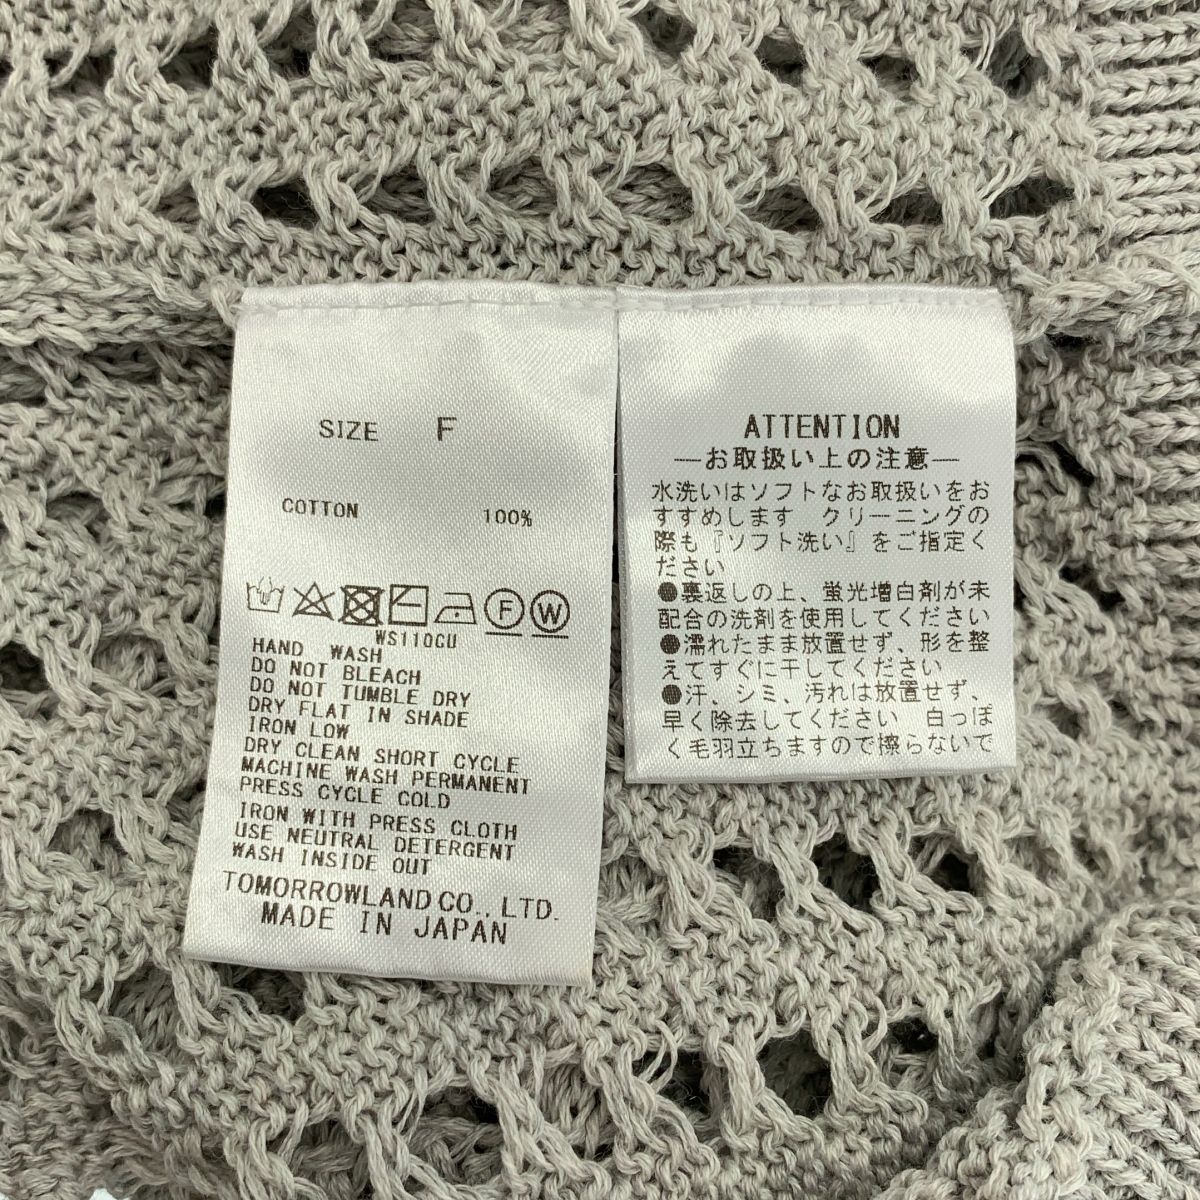 SIZE F
COTTON 100%
F W
WS110CU
HAND WASH
DO NOT BLEACH
DO NOT TUMBLE DRY
DRY FLAT IN SHADE
IRON LOW
DRY CLEAN SHORT CYCLE
MACHINE WASH PERMANENT
PRESS CYCLE COLD
IRON WITH PRESS CLOTH
USE NEUTRAL DETERGENT
WASH INSIDE OUT
TOMORROWLAND CO., LTD.
MADE IN JAPAN
ATTENTION
―お取扱い上の注意―
水洗いはソフトなお取扱いをお
すすめします クリーニングの
際も『ソフト洗い』をご指定く
ださい
●裏返しの上、蛍光増白剤が未
配合の洗剤を使用してください
●濡れたまま放置せず、形を整
えてすぐに干してください
●汗、シミ、汚れは放置せず、
早く除去してください 白っぽ
く毛羽立ちますので擦らないで